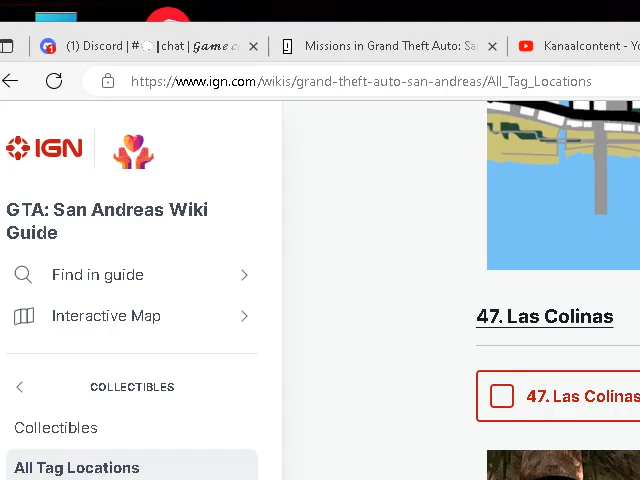 (1) Discord | #💭|chat | 𝓖𝓪𝓶𝓮 𝓬
Missions in Grand Theft Auto: Sa
Kanaalcontent - Yo
https://www.ign.com/wikis/grand-theft-auto-san-andreas/All_Tag_Locations
IGN
GTA: San Andreas Wiki
Guide
Find in guide
Interactive Map
COLLECTIBLES
Collectibles
All Tag Locations
47. Las Colinas
47. Las Colinas